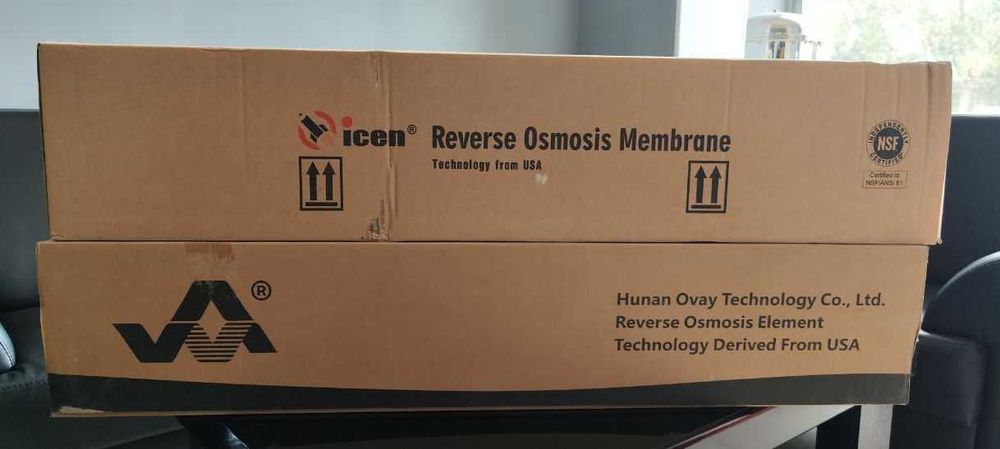 icen® Reverse Osmosis Membrane
Technology from USA
INDEPENDENTLY
NSF®
CERTIFIED
Certified to
NSF/ANSI 61
®
Hunan Ovay Technology Co., Ltd.
Reverse Osmosis Element
Technology Derived From USA